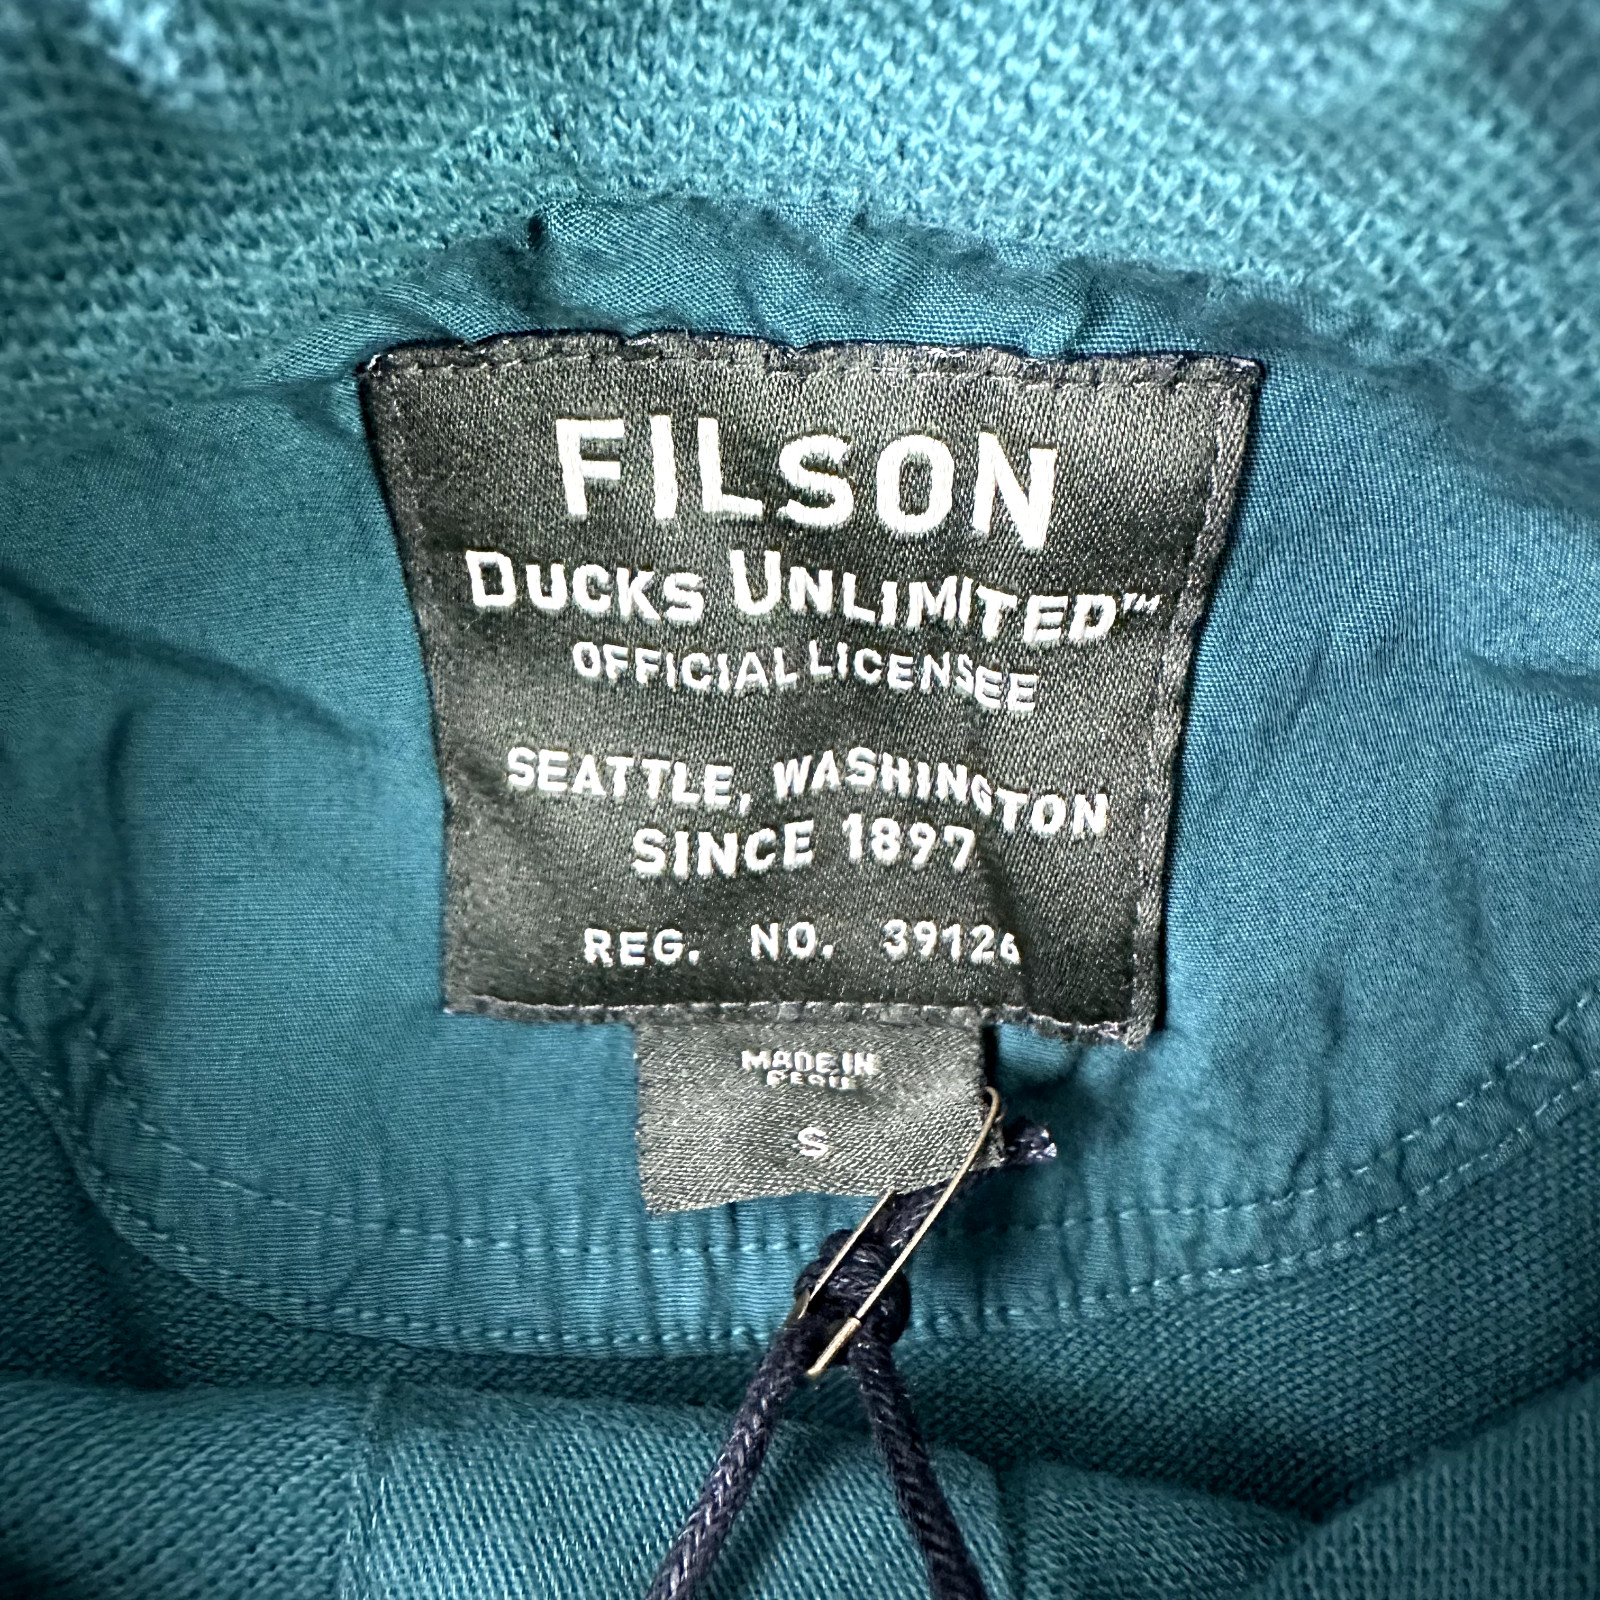 FILSON
DUCKS UNLIMITED™
OFFICIAL LICENSEE
SEATTLE, WASHINGTON
SINCE 1897
REG. NO. 39126
MADE IN
PERU
S